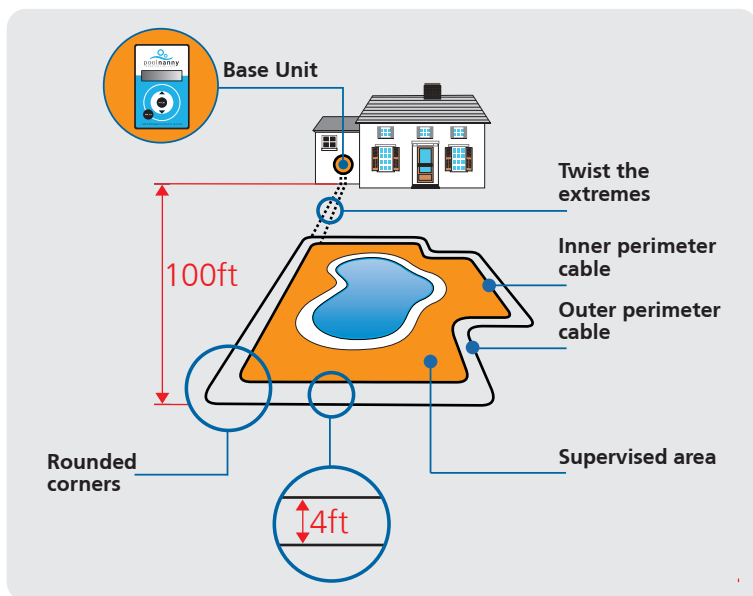 poolnanny
Base Unit
Twist the
extremes
Inner perimeter
cable
100ft
Outer perimeter
cable
Rounded
corners
Supervised area
4ft